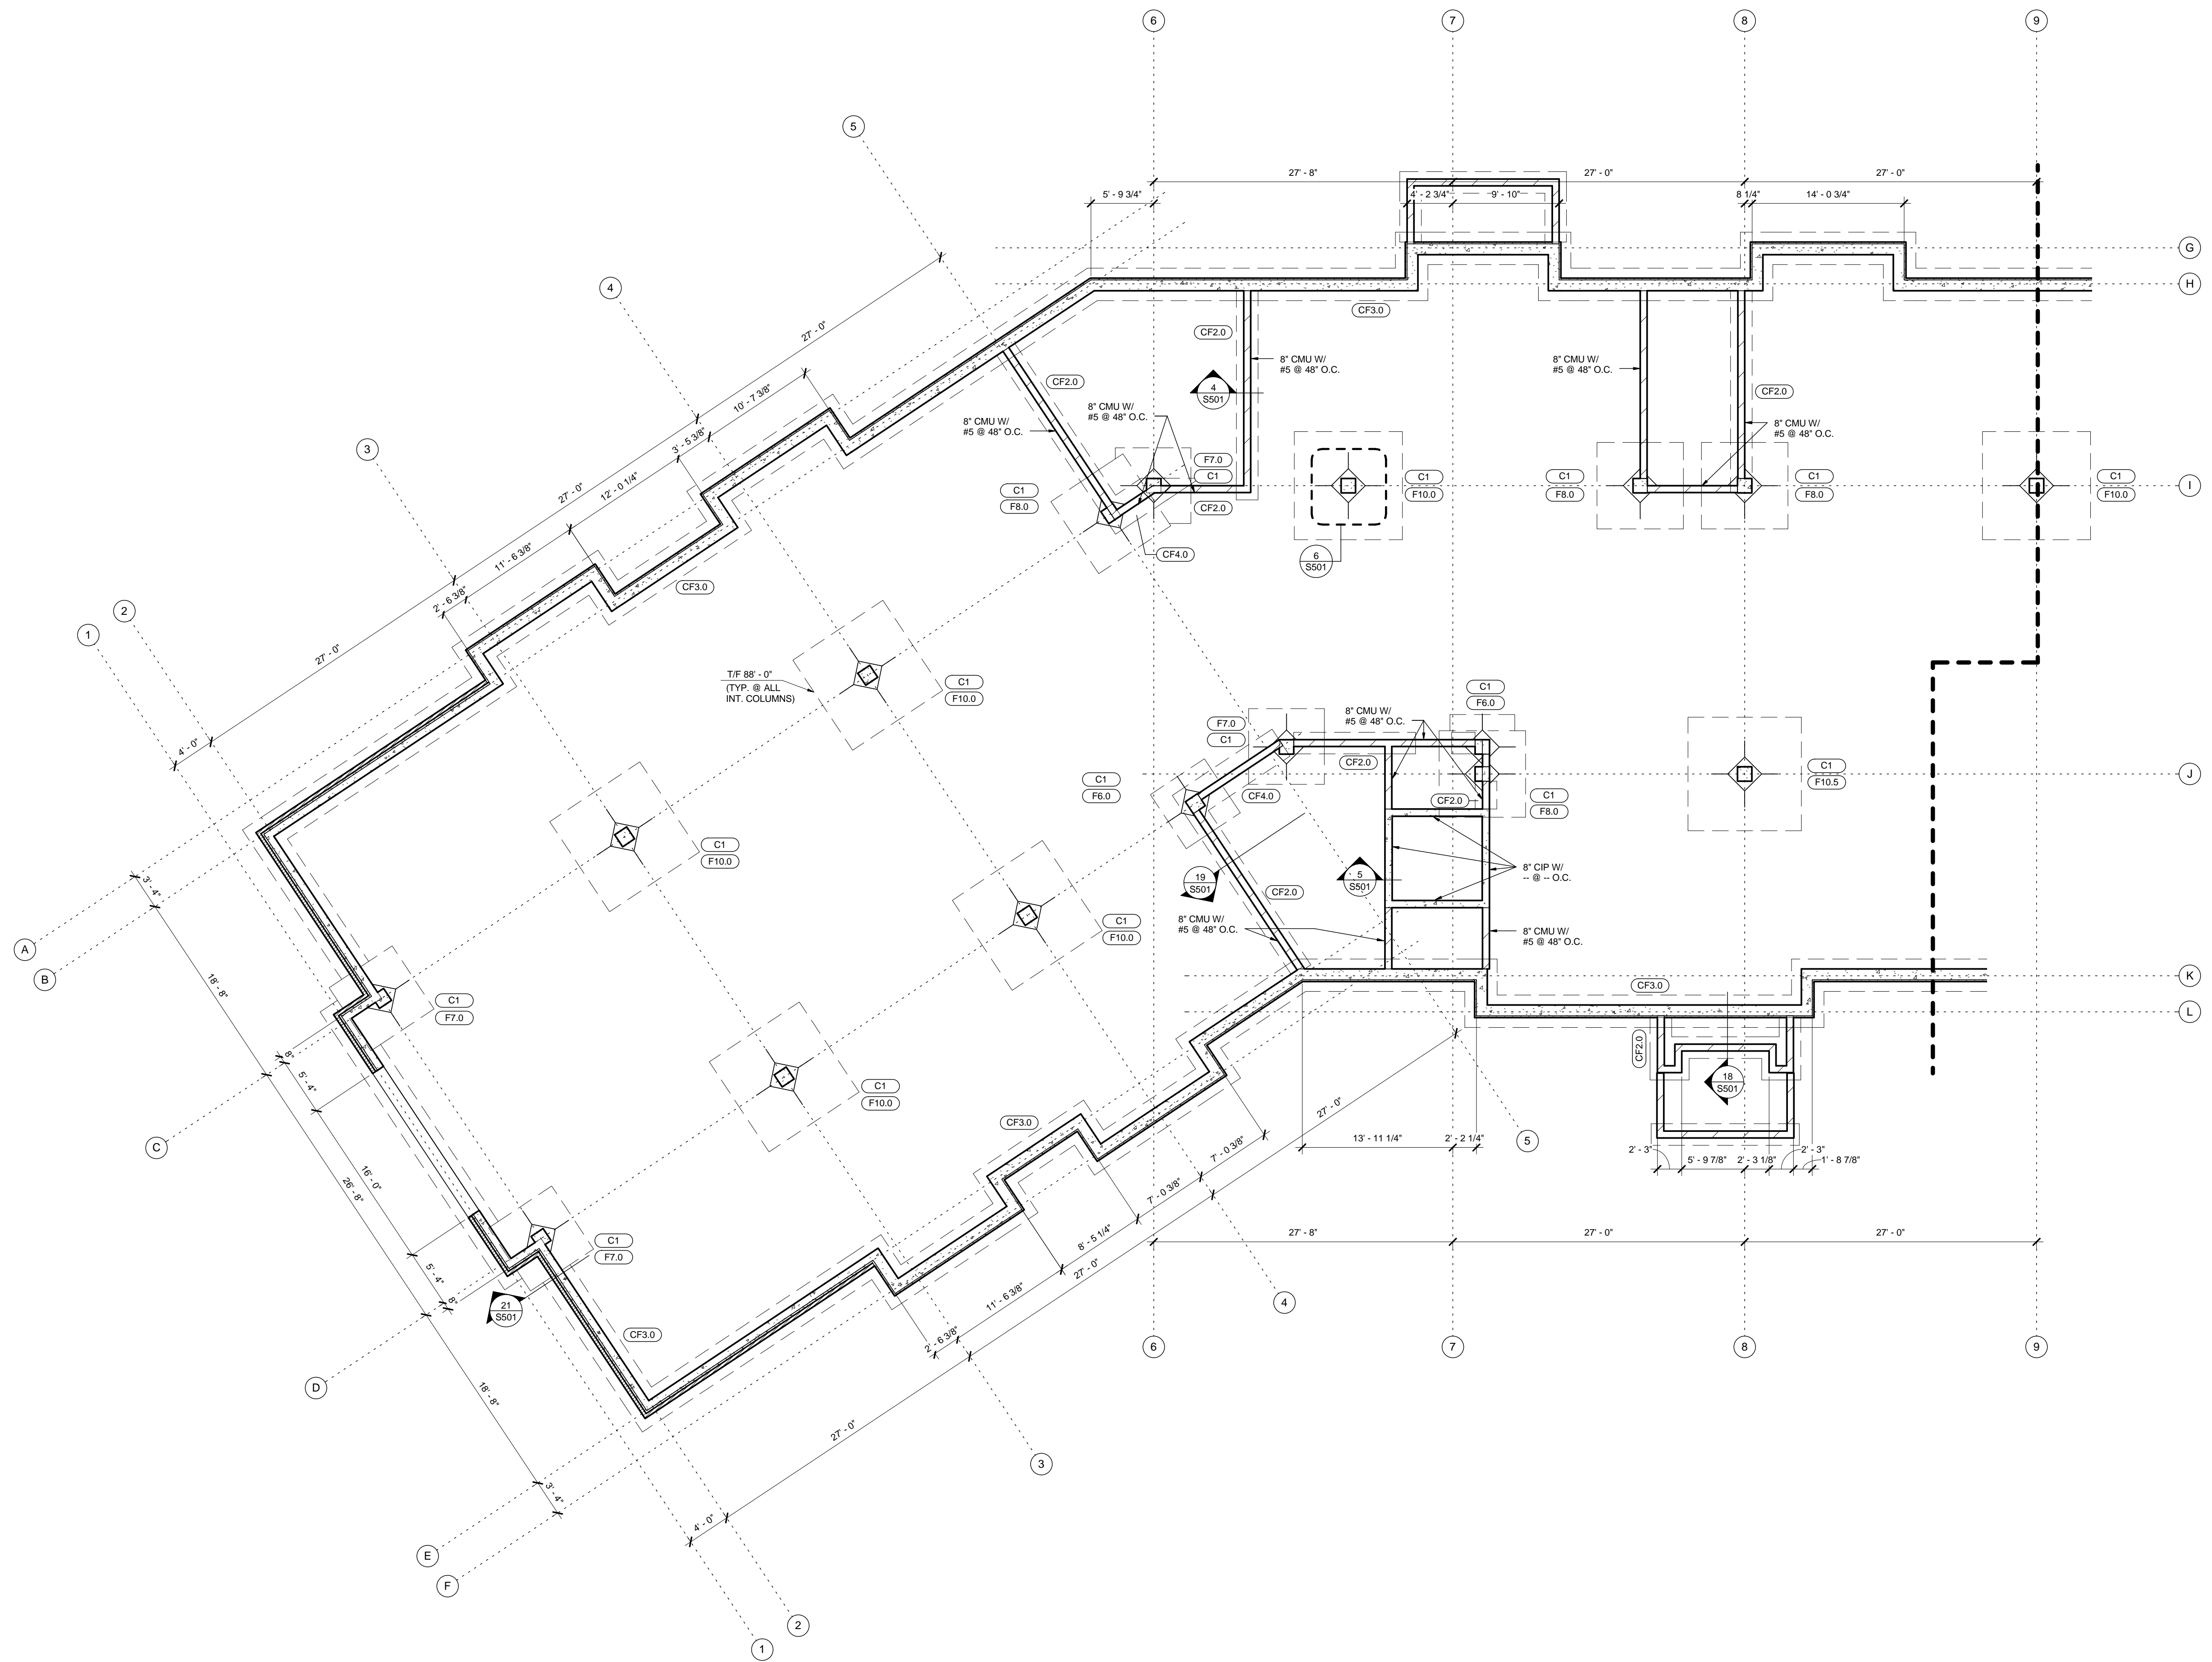 6
7
8
9
5
27' - 8"
27' - 0"
27' - 0"
5' - 9 3/4"
4' - 2 3/4"
9' - 10"
8 1/4"
14' - 0 3/4"
G
H
4
27' - 0"
10' - 7 3/8"
3' - 5 3/8"
CF3.0
CF2.0
8" CMU W/
#5 @ 48" O.C.
8" CMU W/
#5 @ 48" O.C.
CF2.0
CF2.0
4
S501
8" CMU W/
#5 @ 48" O.C.
8" CMU W/
#5 @ 48" O.C.
8" CMU W/
#5 @ 48" O.C.
3
27' - 0"
12' - 0 1/4"
11' - 6 3/8"
2' - 6 3/8"
F7.0
C1
CF2.0
C1
F8.0
C1
F10.0
C1
F8.0
C1
F8.0
C1
F10.0
I
CF4.0
6
S501
CF3.0
2
1
27' - 0"
4' - 0"
T/F 88' - 0"
(TYP. @ ALL
INT. COLUMNS)
C1
F10.0
C1
F6.0
F7.0
C1
8" CMU W/
#5 @ 48" O.C.
CF2.0
C1
F6.0
CF4.0
CF2.0
C1
F8.0
C1
F10.5
J
C1
F10.0
19
S501
CF2.0
5
S501
8" CIP W/
-- @ -- O.C.
3' - 4"
C1
F10.0
8" CMU W/
#5 @ 48" O.C.
8" CMU W/
#5 @ 48" O.C.
A
B
18' - 8"
C1
F7.0
CF3.0
K
L
8"
5' - 4"
C1
F10.0
CF2.0
18
S501
C
CF3.0
27' - 0"
13' - 11 1/4"
2' - 2 1/4"
5
2' - 3"
5' - 9 7/8"
2' - 3 1/8"
2' - 3"
1' - 8 7/8"
16' - 0"
26' - 8"
7' - 0 3/8"
7' - 0 3/8"
C1
F7.0
8' - 5 1/4"
27' - 0"
27' - 8"
27' - 0"
27' - 0"
5' - 4"
8"
21
S501
11' - 6 3/8"
2' - 6 3/8"
4
CF3.0
6
7
8
9
D
18' - 8"
27' - 0"
3
3' - 4"
4' - 0"
E
F
2
1